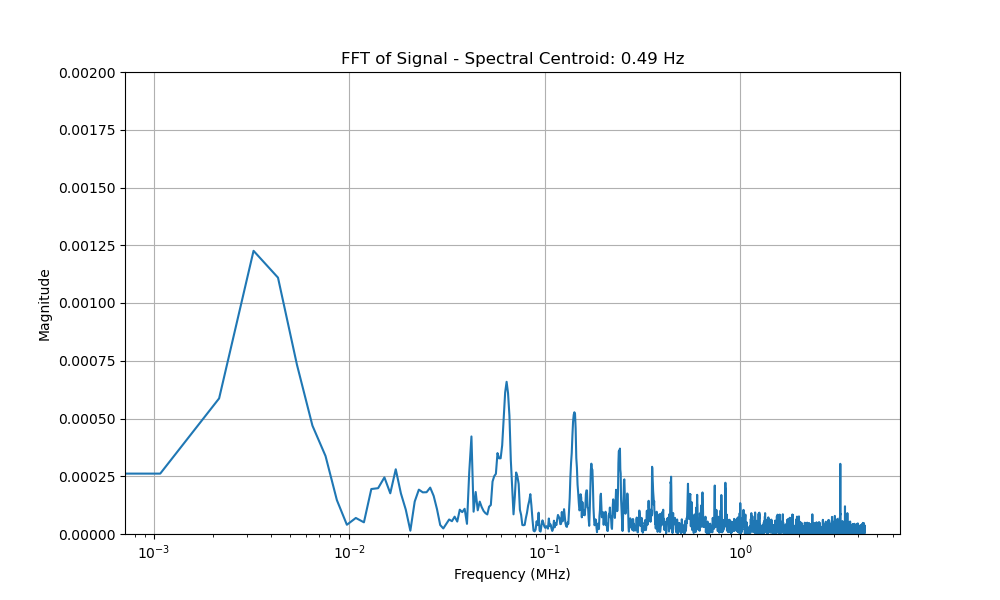 FFT of Signal - Spectral Centroid: 0.49 Hz
0.00200
0.00175
0.00150
0.00125
0.00100
0.00075
0.00050
0.00025
0.00000
Magnitude
10⁻³ 10⁻² 10⁻¹ 10⁰
Frequency (MHz)